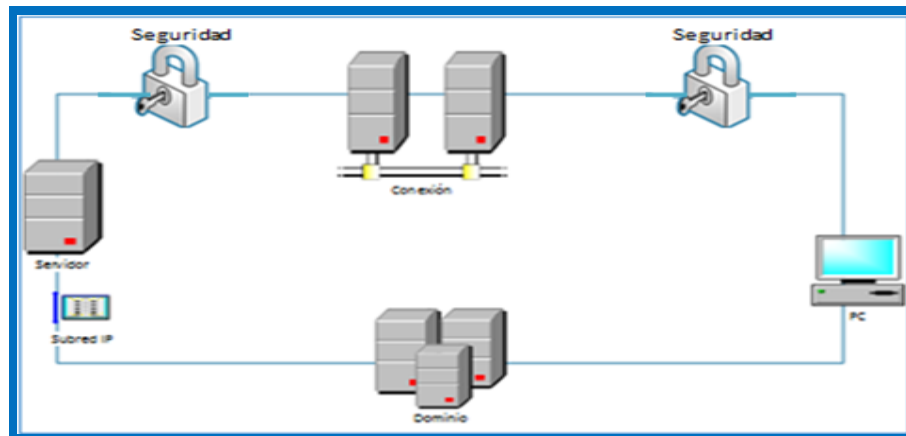 Seguridad
Seguridad
Conexión
Servidor
PC
Subred IP
Dominio